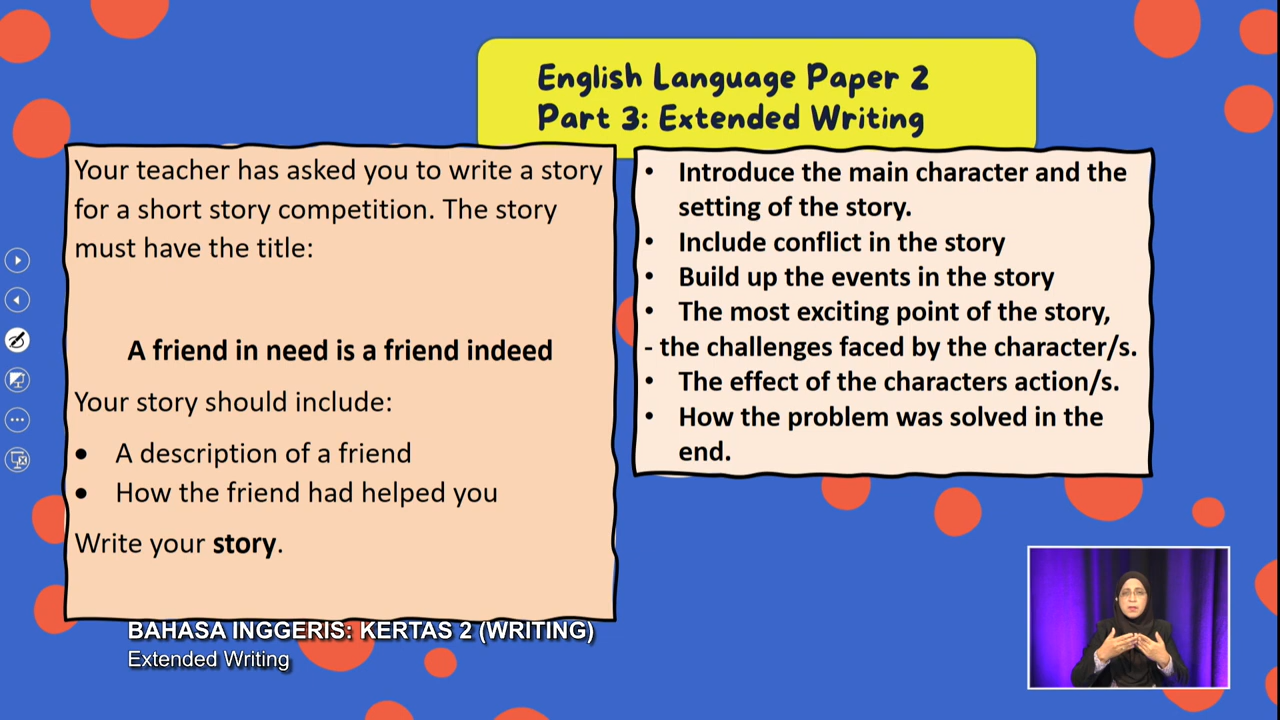 English Language Paper 2
Part 3: Extended Writing
Your teacher has asked you to write a story
for a short story competition. The story
must have the title:
A friend in need is a friend indeed
Your story should include:
• A description of a friend
• How the friend had helped you
Write your story.
• Introduce the main character and the
setting of the story.
• Include conflict in the story
• Build up the events in the story
• The most exciting point of the story,
- the challenges faced by the character/s.
• The effect of the characters action/s.
• How the problem was solved in the
end.
BAHASA INGGERIS: KERTAS 2 (WRITING)
Extended Writing